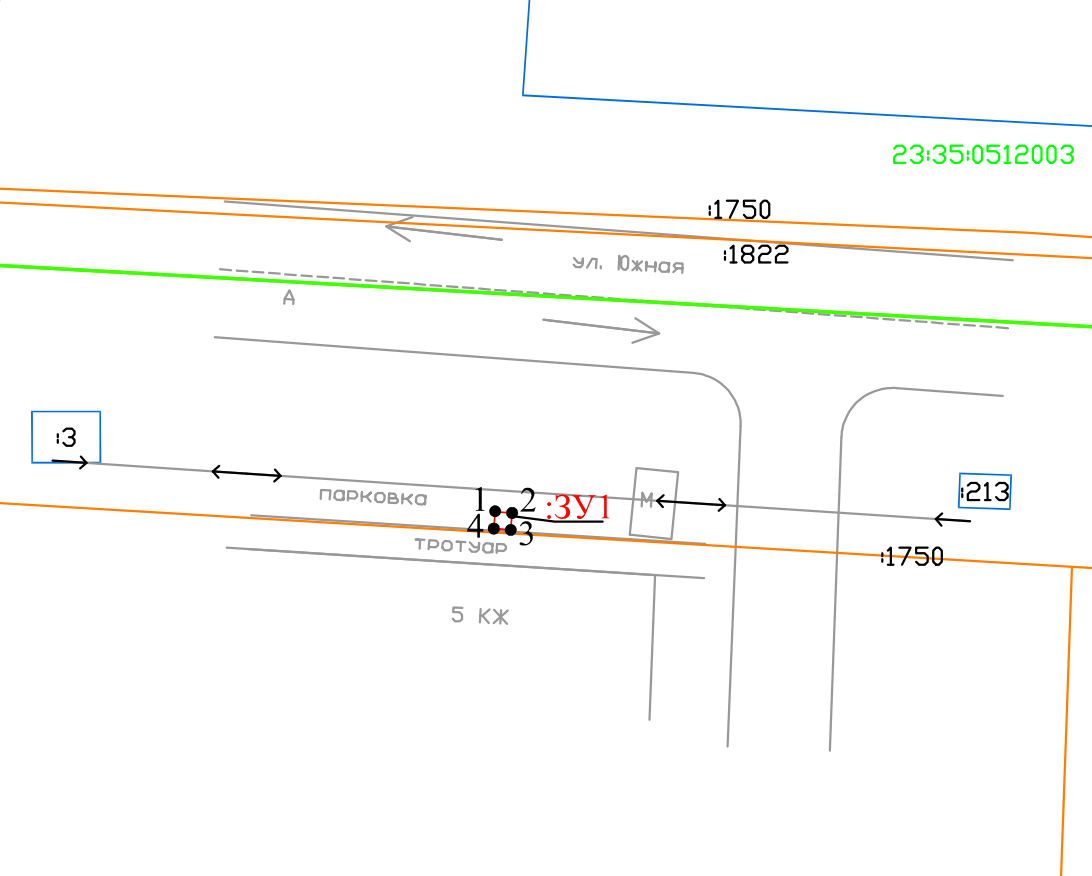 23:35:0512003
:1750
:1822
ул. Южная
А
:3
парковка
1
2
:ЗУ1
м
:213
4
3
тротуар
:1750
5 КЖ